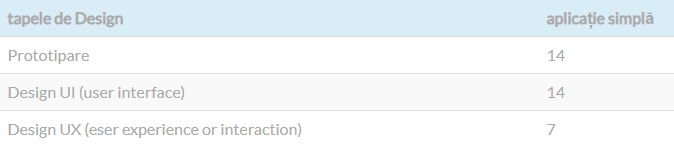 tapele de Design aplicație simplă
Prototipare 14
Design UI (user interface) 14
Design UX (eser experience or interaction) 7